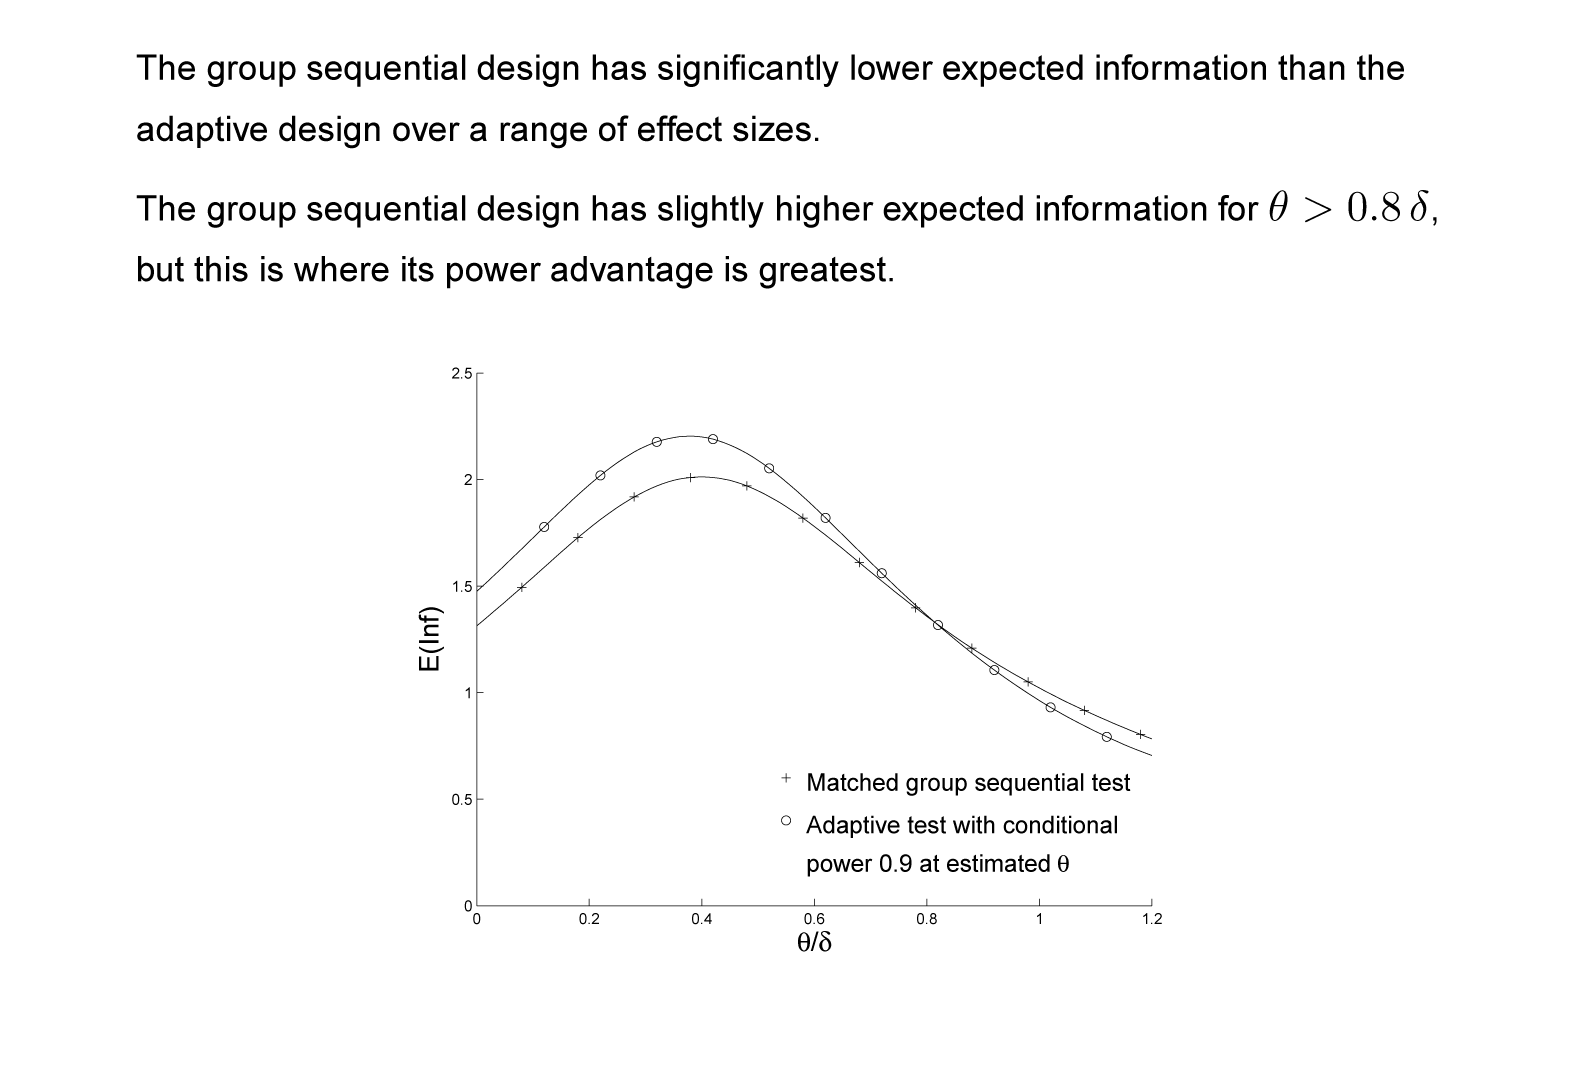 The group sequential design has significantly lower expected information than the
adaptive design over a range of effect sizes.
The group sequential design has slightly higher expected information for θ > 0.8 δ,
but this is where its power advantage is greatest.
2.5
2
1.5
1
0.5
0
E(Inf)
+ Matched group sequential test
○ Adaptive test with conditional
power 0.9 at estimated θ
0 0.2 0.4 0.6 0.8 1 1.2
θ/δ